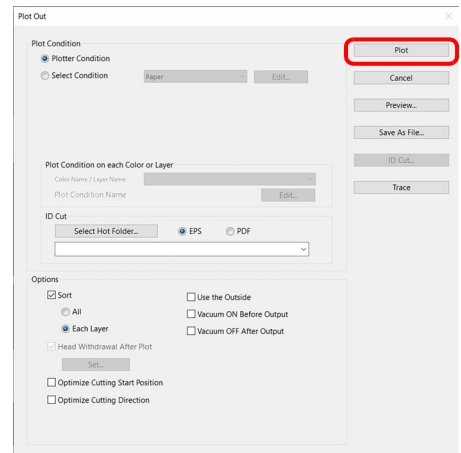 Plot Out
Plot Condition
Plotter Condition
Select Condition
Paper
Edit...
Plot Condition on each Color or Layer
Color Name / Layer Name
Plot Condition Name
Edit...
ID Cut
Select Hot Folder...
EPS
PDF
Options
Sort
All
Each Layer
Head Withdrawal After Plot
Set...
Optimize Cutting Start Position
Optimize Cutting Direction
Use the Outside
Vacuum ON Before Output
Vacuum OFF After Output
Plot
Cancel
Preview...
Save As File...
ID Cut...
Trace